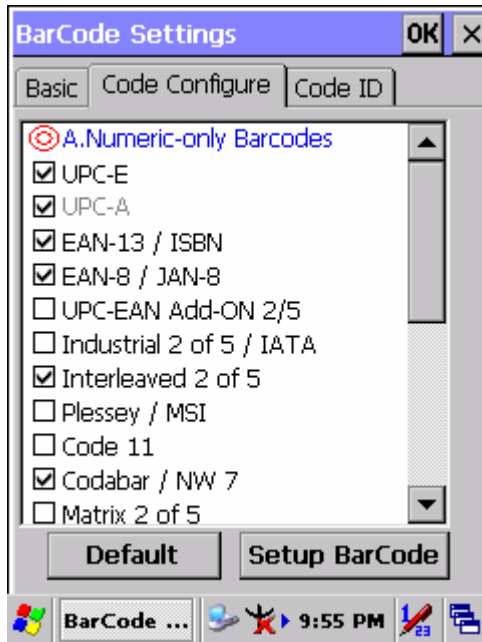 BarCode Settings OK
Basic Code Configure Code ID
A.Numeric-only Barcodes
UPC-E
UPC-A
EAN-13 / ISBN
EAN-8 / JAN-8
UPC-EAN Add-ON 2/5
Industrial 2 of 5 / IATA
Interleaved 2 of 5
Plessey / MSI
Code 11
Codabar / NW 7
Matrix 2 of 5
Default Setup BarCode
BarCode ... 9:55 PM 1/23